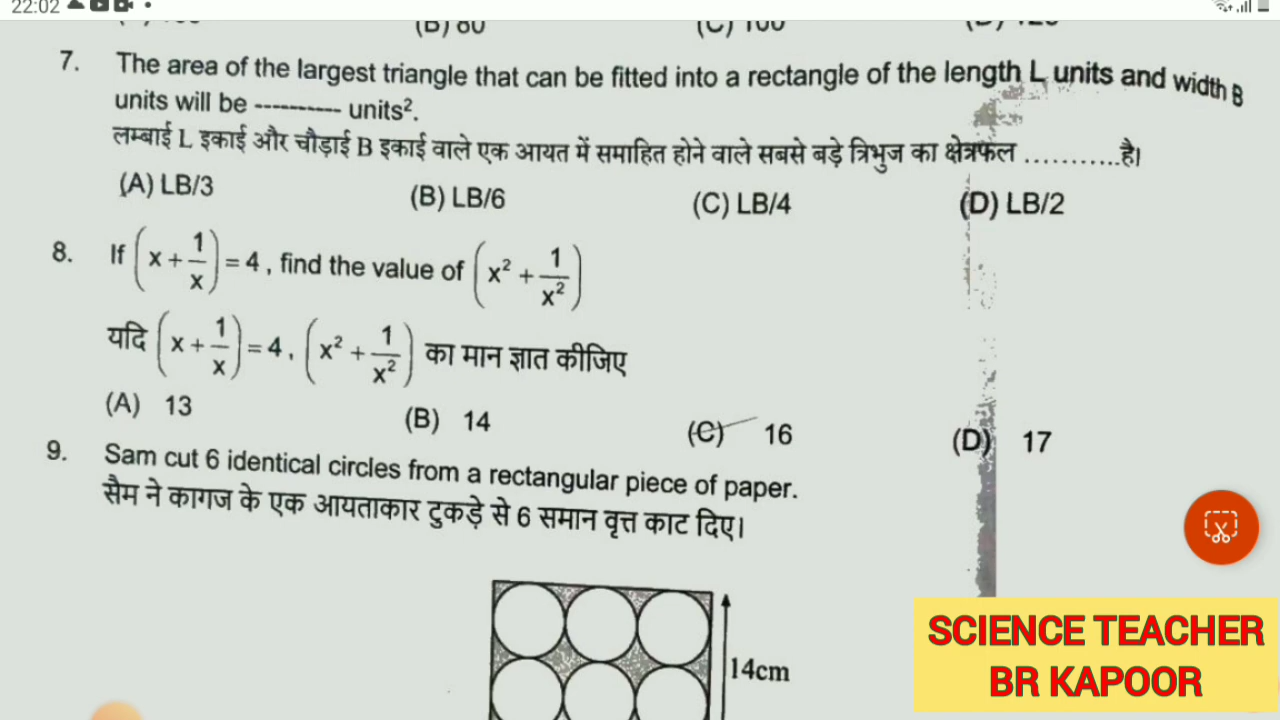 22:02
(B) 80 (C) 100
7. The area of the largest triangle that can be fitted into a rectangle of the length L units and width B
units will be ---------- units².
लम्बाई L इकाई और चौड़ाई B इकाई वाले एक आयत में समाहित होने वाले सबसे बड़े त्रिभुज का क्षेत्रफल ...........है।
(A) LB/3 (B) LB/6 (C) LB/4 (D) LB/2
8. If (x + 1/x) = 4 , find the value of (x² + 1/x²)
यदि (x + 1/x) = 4 , (x² + 1/x²) का मान ज्ञात कीजिए
(A) 13 (B) 14 (C) 16 (D) 17
9. Sam cut 6 identical circles from a rectangular piece of paper.
सैम ने कागज के एक आयताकार टुकड़े से 6 समान वृत्त काट दिए।
14cm
SCIENCE TEACHER
BR KAPOOR